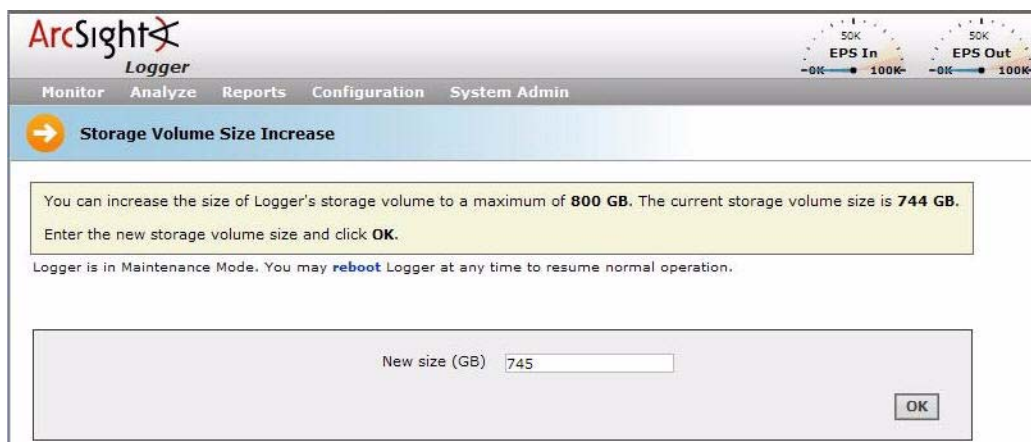 ArcSight
Logger
50K
EPS In
0K 100K
50K
EPS Out
0K 100K
Monitor Analyze Reports Configuration System Admin
Storage Volume Size Increase
You can increase the size of Logger's storage volume to a maximum of 800 GB. The current storage volume size is 744 GB.
Enter the new storage volume size and click OK.
Logger is in Maintenance Mode. You may reboot Logger at any time to resume normal operation.
New size (GB) 745
OK